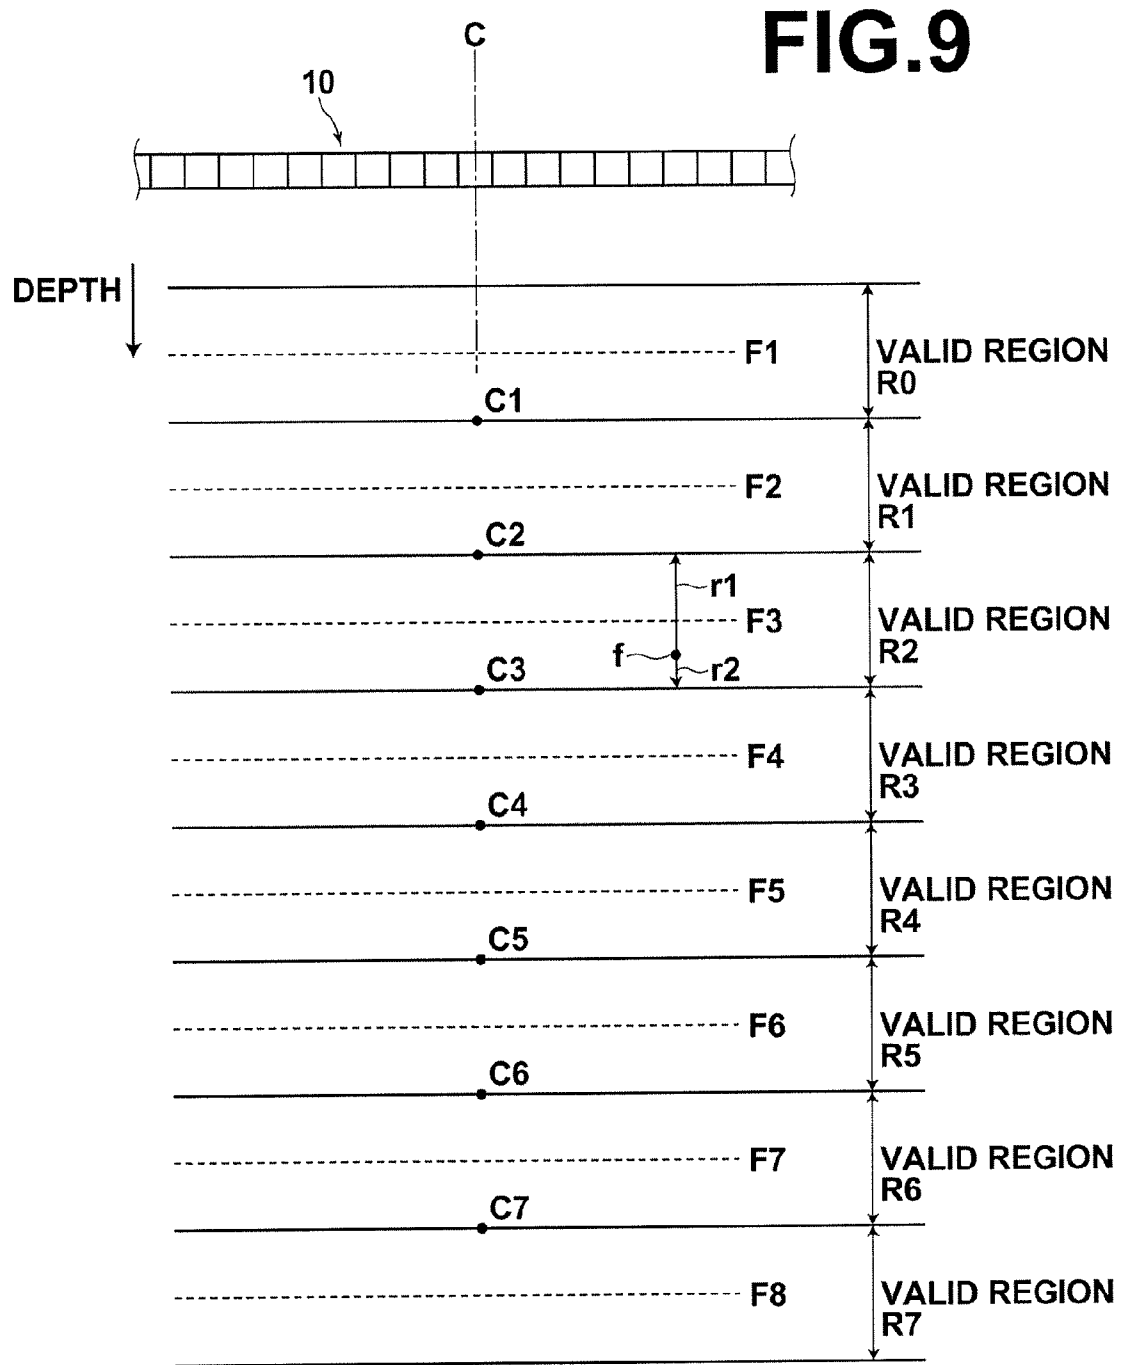 FIG.9
C
10
DEPTH
F1
VALID REGION
R0
C1
F2
VALID REGION
R1
C2
r1
F3
VALID REGION
R2
f
r2
C3
F4
VALID REGION
R3
C4
F5
VALID REGION
R4
C5
F6
VALID REGION
R5
C6
F7
VALID REGION
R6
C7
F8
VALID REGION
R7